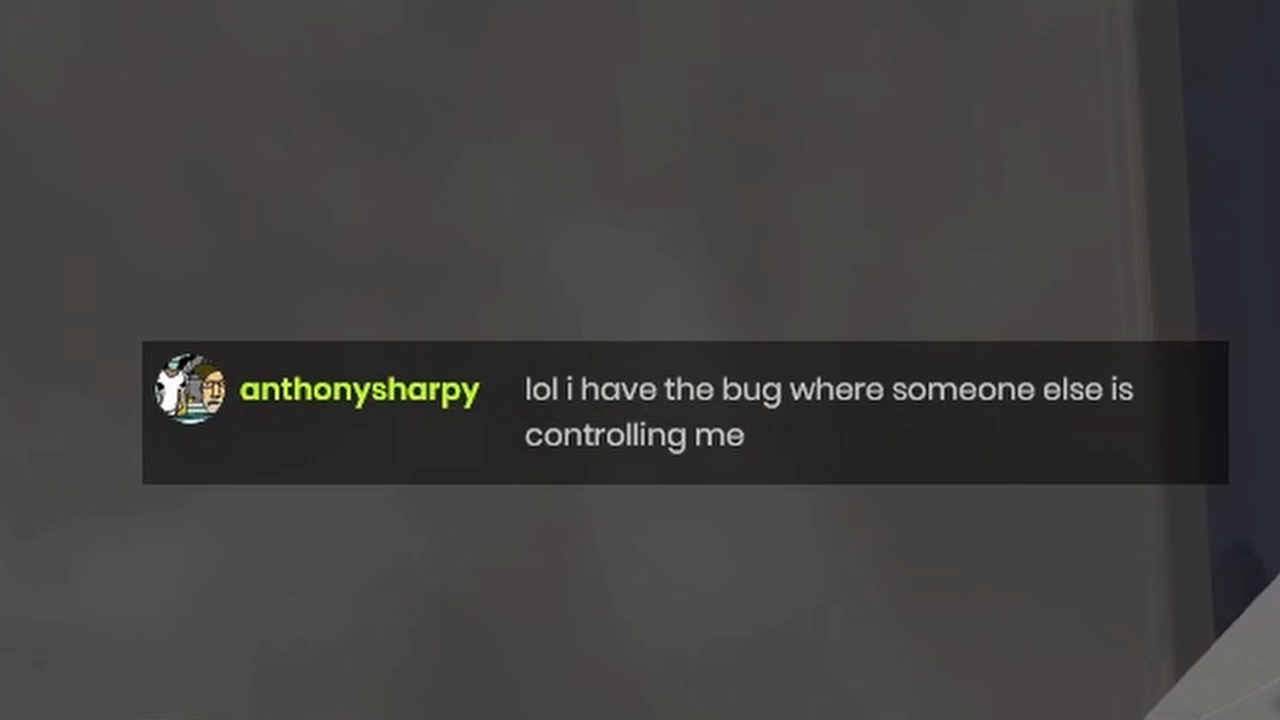 anthonysharpy lol i have the bug where someone else is
controlling me